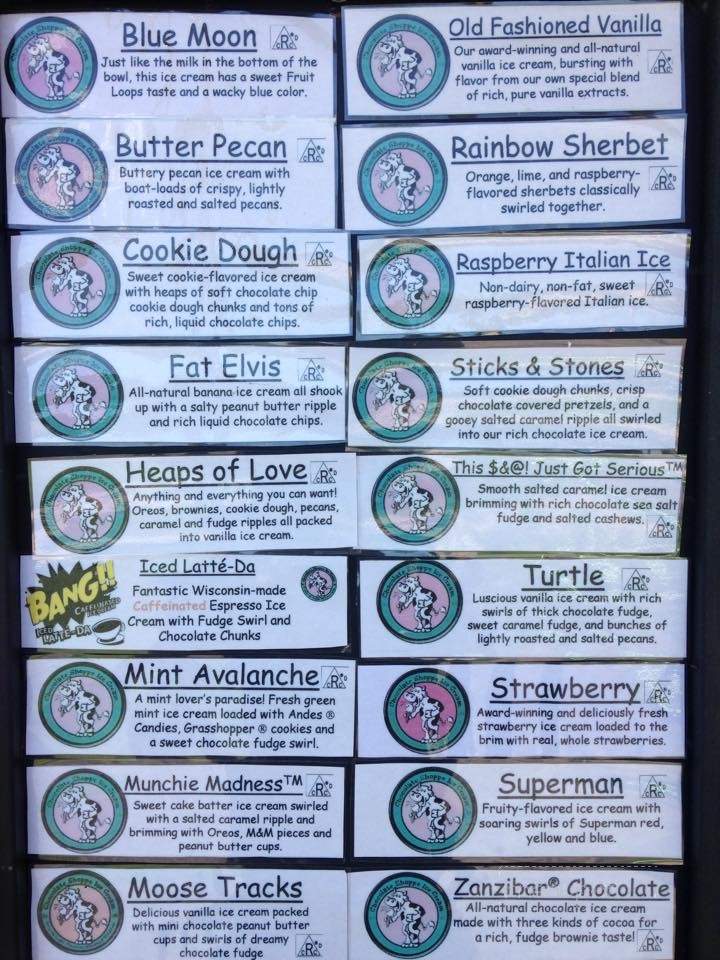 Blue Moon
Just like the milk in the bottom of the
bowl, this ice cream has a sweet Fruit
Loops taste and a wacky blue color.
Butter Pecan
Buttery pecan ice cream with
boat-loads of crispy, lightly
roasted and salted pecans.
Cookie Dough
Sweet cookie-flavored ice cream
with heaps of soft chocolate chip
cookie dough chunks and tons of
rich, liquid chocolate chips.
Fat Elvis
All-natural banana ice cream all shook
up with a salty peanut butter ripple
and rich liquid chocolate chips.
Heaps of Love
Anything and everything you can want!
Oreos, brownies, cookie dough, pecans,
caramel and fudge ripples all packed
into vanilla ice cream.
BANG!!
CAFFEINATED
ICED
LATTE-DA
Iced Latté-Da
Fantastic Wisconsin-made
Caffeinated Espresso Ice
Cream with Fudge Swirl and
Chocolate Chunks
Mint Avalanche
A mint lover's paradise! Fresh green
mint ice cream loaded with Andes ®
Candies, Grasshopper ® cookies and
a sweet chocolate fudge swirl.
Munchie Madness™
Sweet cake batter ice cream swirled
with a salted caramel ripple and
brimming with Oreos, M&M pieces and
peanut butter cups.
Moose Tracks
Delicious vanilla ice cream packed
with mini chocolate peanut butter
cups and swirls of dreamy
chocolate fudge
Old Fashioned Vanilla
Our award-winning and all-natural
vanilla ice cream, bursting with
flavor from our own special blend
of rich, pure vanilla extracts.
Rainbow Sherbet
Orange, lime, and raspberry-
flavored sherbets classically
swirled together.
Raspberry Italian Ice
Non-dairy, non-fat, sweet
raspberry-flavored Italian ice.
Sticks & Stones
Soft cookie dough chunks, crisp
chocolate covered pretzels, and a
gooey salted caramel ripple all swirled
into our rich chocolate ice cream.
This $&@! Just Got Serious™
Smooth salted caramel ice cream
brimming with rich chocolate sea salt
fudge and salted cashews.
Turtle
Luscious vanilla ice cream with rich
swirls of thick chocolate fudge,
sweet caramel fudge, and bunches of
lightly roasted and salted pecans.
Strawberry
Award-winning and deliciously fresh
strawberry ice cream loaded to the
brim with real, whole strawberries.
Superman
Fruity-flavored ice cream with
soaring swirls of Superman red,
yellow and blue.
Zanzibar® Chocolate
All-natural chocolate ice cream
made with three kinds of cocoa for
a rich, fudge brownie taste!